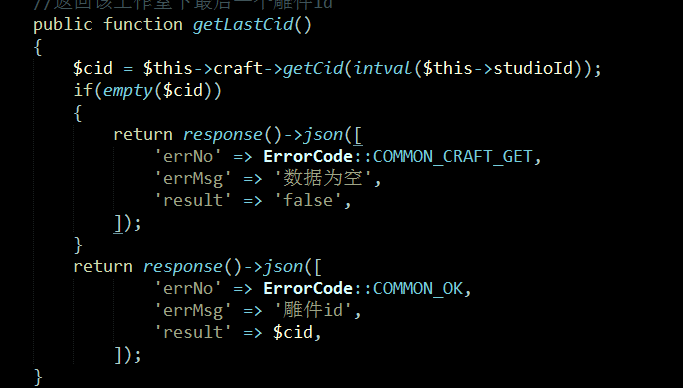 //返回该工作室下最后一个雕件id
public function getLastCid()
{
$cid = $this->craft->getCid(intval($this->studioId));
if(empty($cid))
{
return response()->json([
'errNo' => ErrorCode::COMMON_CRAFT_GET,
'errMsg' => '数据为空',
'result' => 'false',
]);
}
return response()->json([
'errNo' => ErrorCode::COMMON_OK,
'errMsg' => '雕件id',
'result' => $cid,
]);
}